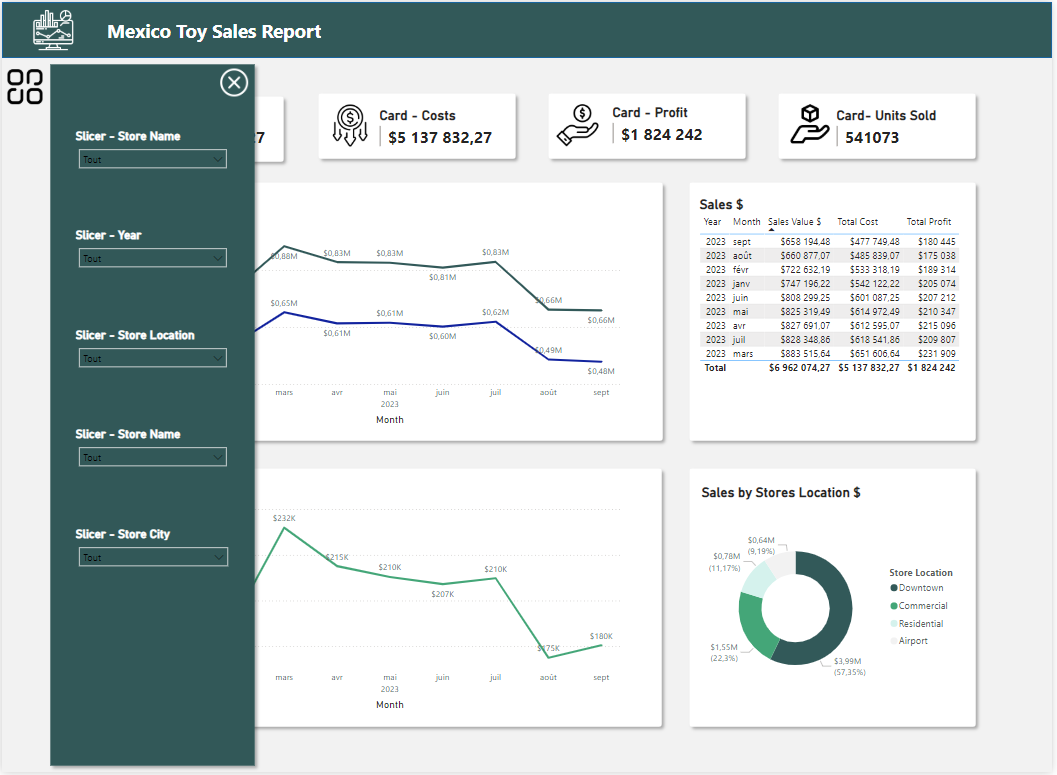 Mexico Toy Sales Report
Slicer - Store Name
Tout
Slicer - Year
Tout
Slicer - Store Location
Tout
Slicer - Store Name
Tout
Slicer - Store City
Tout
27
Card - Costs
$5 137 832,27
Card - Profit
$1 824 242
Card- Units Sold
541073
$0,88M
$0,83M
$0,83M
$0,81M
$0,83M
$0,66M
$0,66M
$0,65M
$0,61M
$0,61M
$0,60M
$0,62M
$0,49M
$0,48M
mars avr mai juin juil août sept
2023
Month
Sales $
Year Month Sales Value $ Total Cost Total Profit
2023 sept $658 194,48 $477 749,48 $180 445
2023 août $660 877,07 $485 839,07 $175 038
2023 févr $722 632,19 $533 318,19 $189 314
2023 janv $747 196,22 $542 122,22 $205 074
2023 juin $808 299,25 $601 087,25 $207 212
2023 mai $825 319,49 $614 972,49 $210 347
2023 avr $827 691,07 $612 595,07 $215 096
2023 juil $828 348,86 $618 541,86 $209 807
2023 mars $883 515,64 $651 606,64 $231 909
Total $6 962 074,27 $5 137 832,27 $1 824 242
$232K
$215K
$210K
$207K
$210K
$175K
$180K
mars avr mai juin juil août sept
2023
Month
Sales by Stores Location $
$0,64M
(9,19%)
$0,78M
(11,17%)
$1,55M
(22,3%)
$3,99M
(57,35%)
Store Location
Downtown
Commercial
Residential
Airport